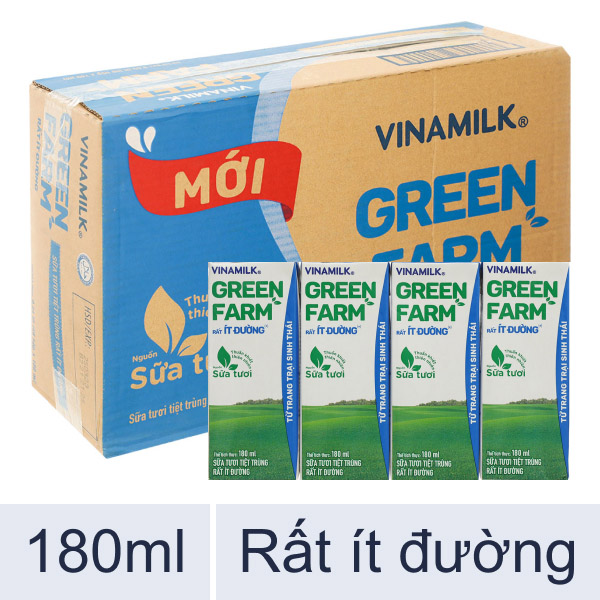 VINAMILK®
GREEN
FARM
RẤT ÍT ĐƯỜNG
MỚI
VINAMILK®
GREEN
FARM
Thuần khiết
thiên
Nguồn
Sữa tươi
Sữa tươi tiệt trùng
HSD/EXP:
VINAMILK®
GREEN
FARM
RẤT ÍT ĐƯỜNG
Thuần khiết
thiên nhiên
Nguồn
Sữa tươi
TỪ TRANG TRẠI SINH THÁI
Thể tích thực: 180 ml
SỮA TƯƠI TIỆT TRÙNG
RẤT ÍT ĐƯỜNG
VINAMILK®
GREEN
FARM
RẤT ÍT ĐƯỜNG
Thuần khiết
thiên nhiên
Nguồn
Sữa tươi
TỪ TRANG TRẠI SINH THÁI
Thể tích thực: 180 ml
SỮA TƯƠI TIỆT TRÙNG
RẤT ÍT ĐƯỜNG
VINAMILK®
GREEN
FARM
RẤT ÍT ĐƯỜNG
Thuần khiết
thiên nhiên
Nguồn
Sữa tươi
TỪ TRANG TRẠI SINH THÁI
Thể tích thực: 180 ml
SỮA TƯƠI TIỆT TRÙNG
RẤT ÍT ĐƯỜNG
VINAMILK®
GREEN
FARM
RẤT ÍT ĐƯỜNG
Thuần khiết
thiên nhiên
Nguồn
Sữa tươi
TỪ TRANG TRẠI SINH THÁI
Thể tích thực: 180 ml
SỮA TƯƠI TIỆT TRÙNG
RẤT ÍT ĐƯỜNG
180ml
Rất ít đường